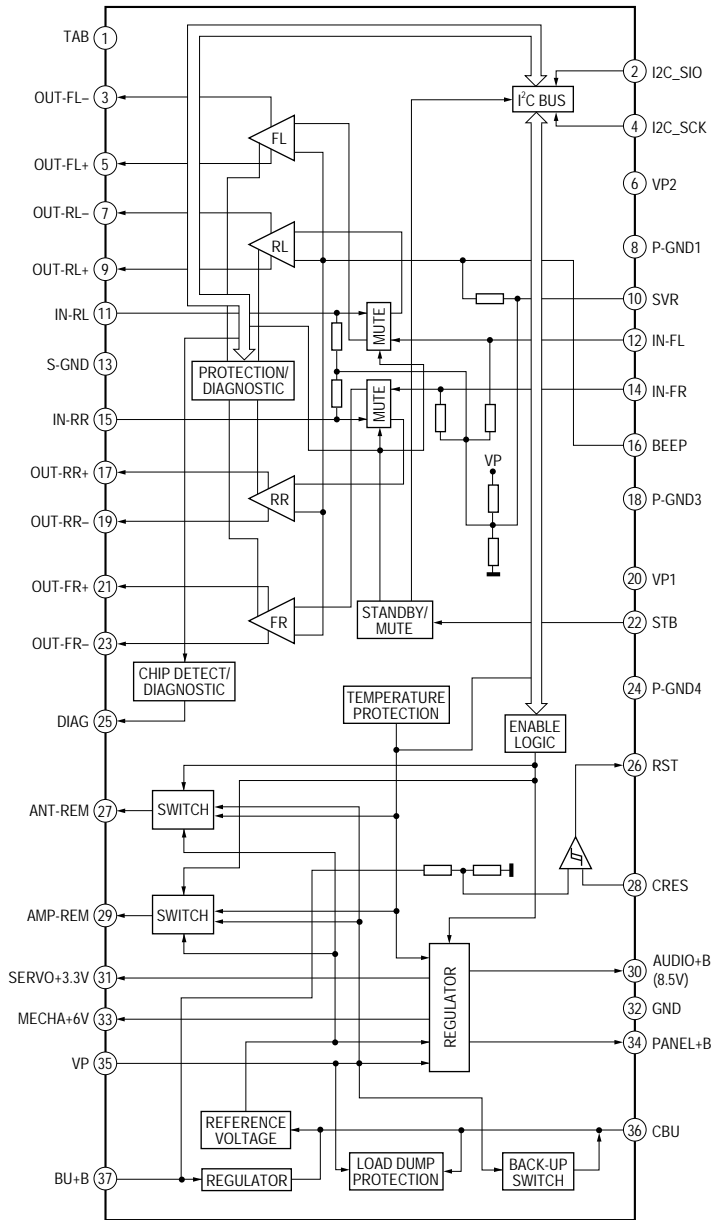 TAB 1
2 I2C_SIO
OUT-FL– 3
I²C BUS
4 I2C_SCK
FL
OUT-FL+ 5
6 VP2
OUT-RL– 7
RL
8 P-GND1
OUT-RL+ 9
10 SVR
IN-RL 11
MUTE
12 IN-FL
S-GND 13
PROTECTION/
DIAGNOSTIC
14 IN-FR
MUTE
IN-RR 15
16 BEEP
VP
OUT-RR+ 17
RR
18 P-GND3
OUT-RR– 19
20 VP1
OUT-FR+ 21
FR
STANDBY/
MUTE
22 STB
OUT-FR– 23
CHIP DETECT/
DIAGNOSTIC
24 P-GND4
TEMPERATURE
PROTECTION
DIAG 25
ENABLE
LOGIC
26 RST
ANT-REM 27
SWITCH
28 CRES
AMP-REM 29
SWITCH
REGULATOR
30 AUDIO+B
(8.5V)
SERVO+3.3V 31
32 GND
MECHA+6V 33
34 PANEL+B
VP 35
REFERENCE
VOLTAGE
36 CBU
BU+B 37
REGULATOR
LOAD DUMP
PROTECTION
BACK-UP
SWITCH